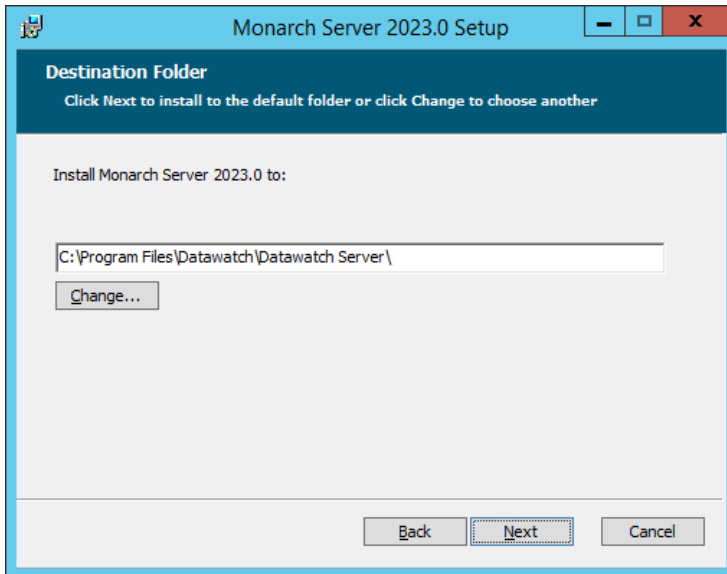 Monarch Server 2023.0 Setup
Destination Folder
Click Next to install to the default folder or click Change to choose another
Install Monarch Server 2023.0 to:
C:\Program Files\Datawatch\Datawatch Server\
Change...
Back Next Cancel